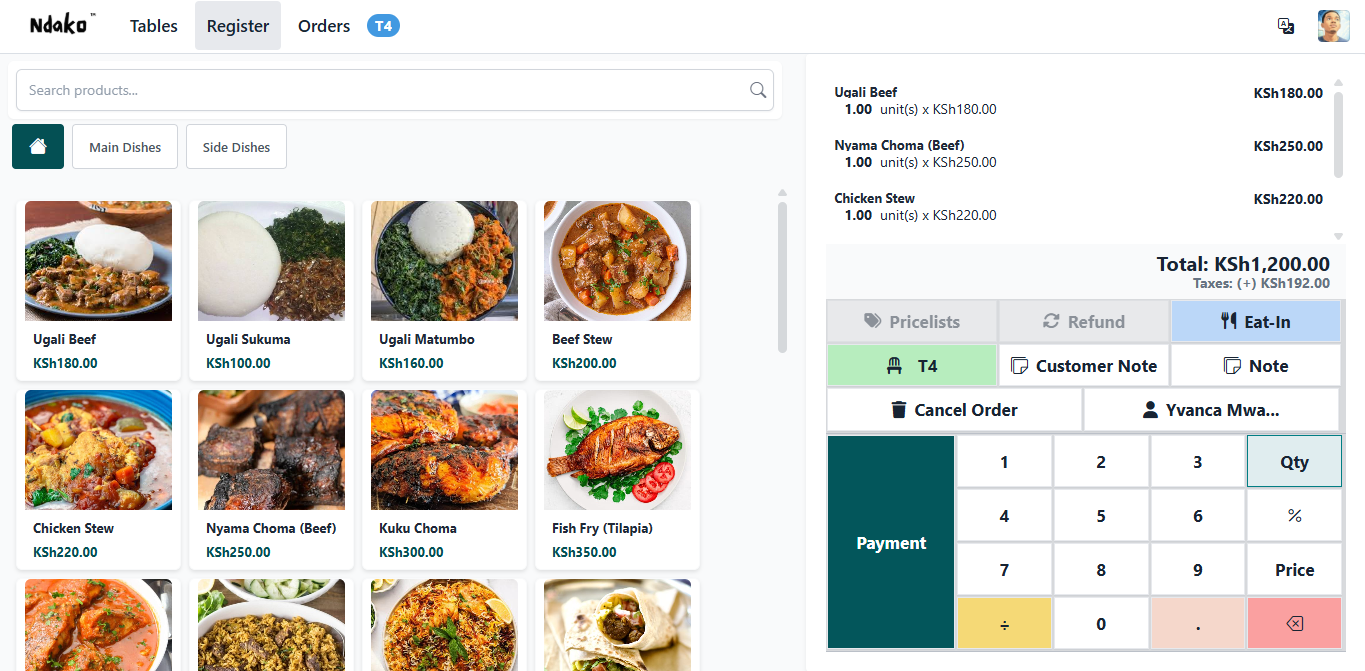 Ndako™
Tables
Register
Orders
T4
Search products...
Main Dishes
Side Dishes
Ugali Beef
KSh180.00
Ugali Sukuma
KSh100.00
Ugali Matumbo
KSh160.00
Beef Stew
KSh200.00
Chicken Stew
KSh220.00
Nyama Choma (Beef)
KSh250.00
Kuku Choma
KSh300.00
Fish Fry (Tilapia)
KSh350.00
Ugali Beef KSh180.00
1.00 unit(s) x KSh180.00
Nyama Choma (Beef) KSh250.00
1.00 unit(s) x KSh250.00
Chicken Stew KSh220.00
1.00 unit(s) x KSh220.00
Total: KSh1,200.00
Taxes: (+) KSh192.00
Pricelists
Refund
Eat-In
T4
Customer Note
Note
Cancel Order
Yvanca Mwa...
Payment
1 2 3 Qty
4 5 6 %
7 8 9 Price
÷ 0 .